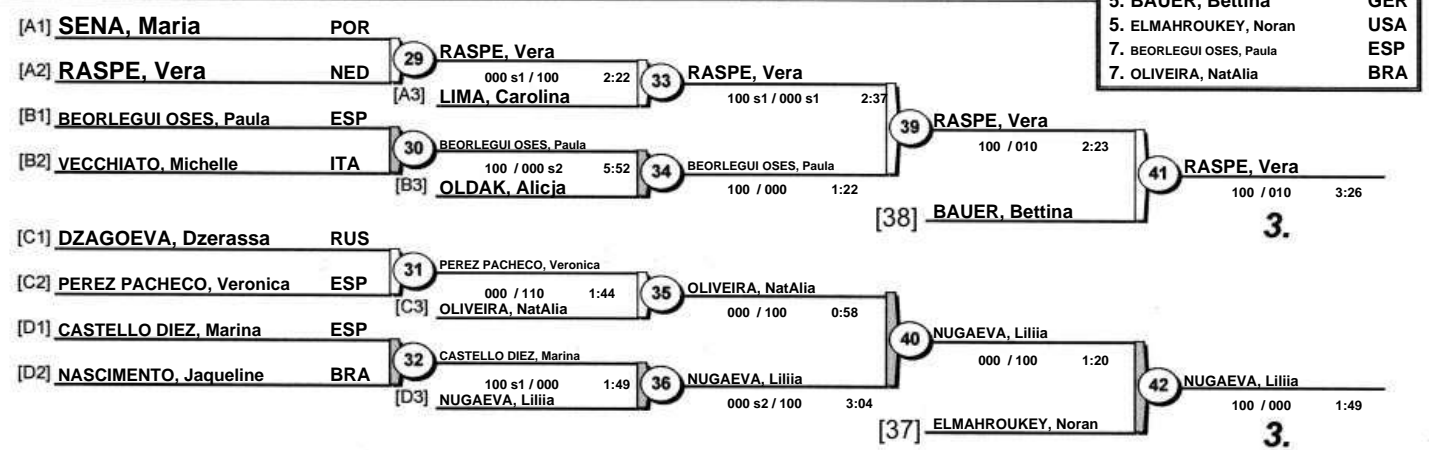 5. BAUER, Bettina GER
5. ELMAHROUKEY, Noran USA
7. BEORLEGUI OSES, Paula ESP
7. OLIVEIRA, NatAlia BRA
[A1] SENA, Maria POR
[A2] RASPE, Vera NED
29
RASPE, Vera
000 s1 / 100 2:22
[A3] LIMA, Carolina
33
RASPE, Vera
100 s1 / 000 s1 2:37
[B1] BEORLEGUI OSES, Paula ESP
[B2] VECCHIATO, Michelle ITA
30
BEORLEGUI OSES, Paula
100 / 000 s2 5:52
[B3] OLDAK, Alicja
34
BEORLEGUI OSES, Paula
100 / 000 1:22
39
RASPE, Vera
100 / 010 2:23
[38] BAUER, Bettina
41
RASPE, Vera
100 / 010 3:26
3.
[C1] DZAGOEVA, Dzerassa RUS
[C2] PEREZ PACHECO, Veronica ESP
31
PEREZ PACHECO, Veronica
000 / 110 1:44
[C3] OLIVEIRA, NatAlia
35
OLIVEIRA, NatAlia
000 / 100 0:58
[D1] CASTELLO DIEZ, Marina ESP
[D2] NASCIMENTO, Jaqueline BRA
32
CASTELLO DIEZ, Marina
100 s1 / 000 1:49
[D3] NUGAEVA, Liliia
36
NUGAEVA, Liliia
000 s2 / 100 3:04
40
NUGAEVA, Liliia
000 / 100 1:20
[37] ELMAHROUKEY, Noran
42
NUGAEVA, Liliia
100 / 000 1:49
3.